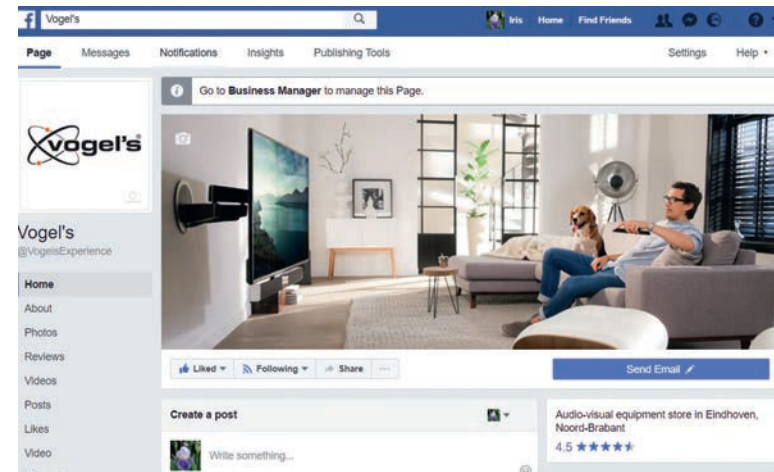 f Vogel's
Iris Home Find Friends
Page Messages Notifications Insights Publishing Tools Settings Help
Go to Business Manager to manage this Page.
vogel's®
Vogel's
@VogelsExperience
Home
About
Photos
Reviews
Videos
Posts
Likes
Video
Liked Following Share ...
Send Email
Create a post
Write something...
Audio-visual equipment store in Eindhoven,
Noord-Brabant
4.5 ★★★★★